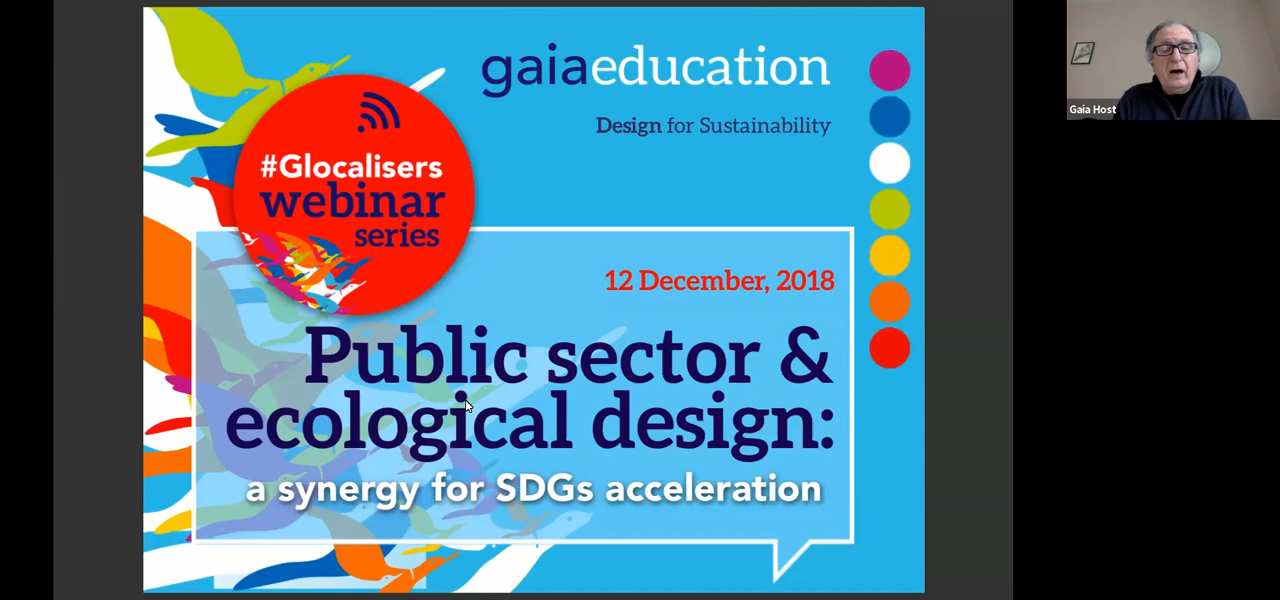 gaiaeducation
Design for Sustainability
#Glocalisers
webinar
series
12 December, 2018
Public sector &
ecological design:
a synergy for SDGs acceleration
Gaia Host